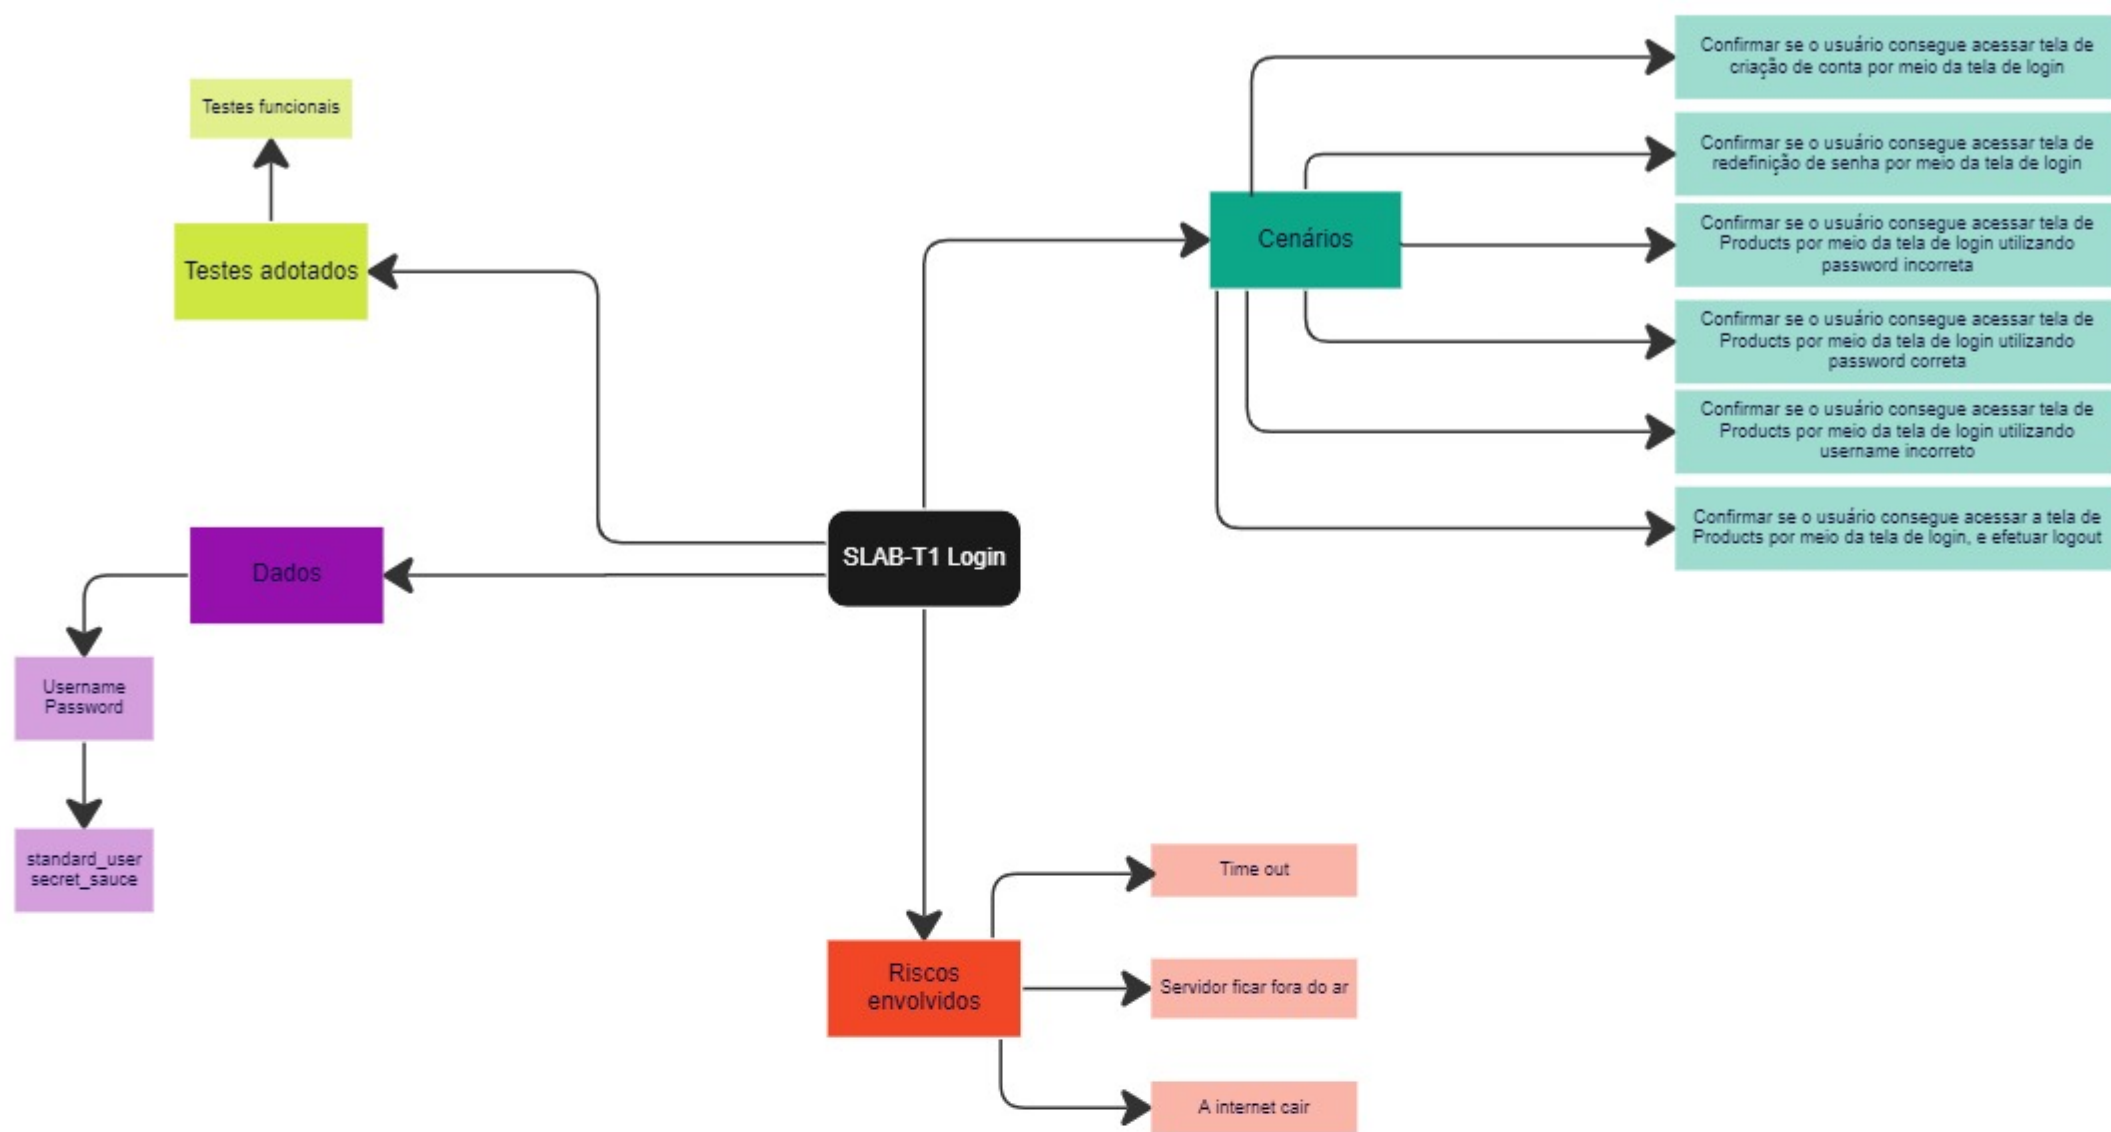 Testes funcionais
Testes adotados
Dados
Username
Password
standard_user
secret_sauce
SLAB-T1 Login
Cenários
Confirmar se o usuário consegue acessar tela de
criação de conta por meio da tela de login
Confirmar se o usuário consegue acessar tela de
redefinição de senha por meio da tela de login
Confirmar se o usuário consegue acessar tela de
Products por meio da tela de login utilizando
password incorreta
Confirmar se o usuário consegue acessar tela de
Products por meio da tela de login utilizando
password correta
Confirmar se o usuário consegue acessar tela de
Products por meio da tela de login utilizando
username incorreto
Confirmar se o usuário consegue acessar a tela de
Products por meio da tela de login, e efetuar logout
Riscos
envolvidos
Time out
Servidor ficar fora do ar
A internet cair